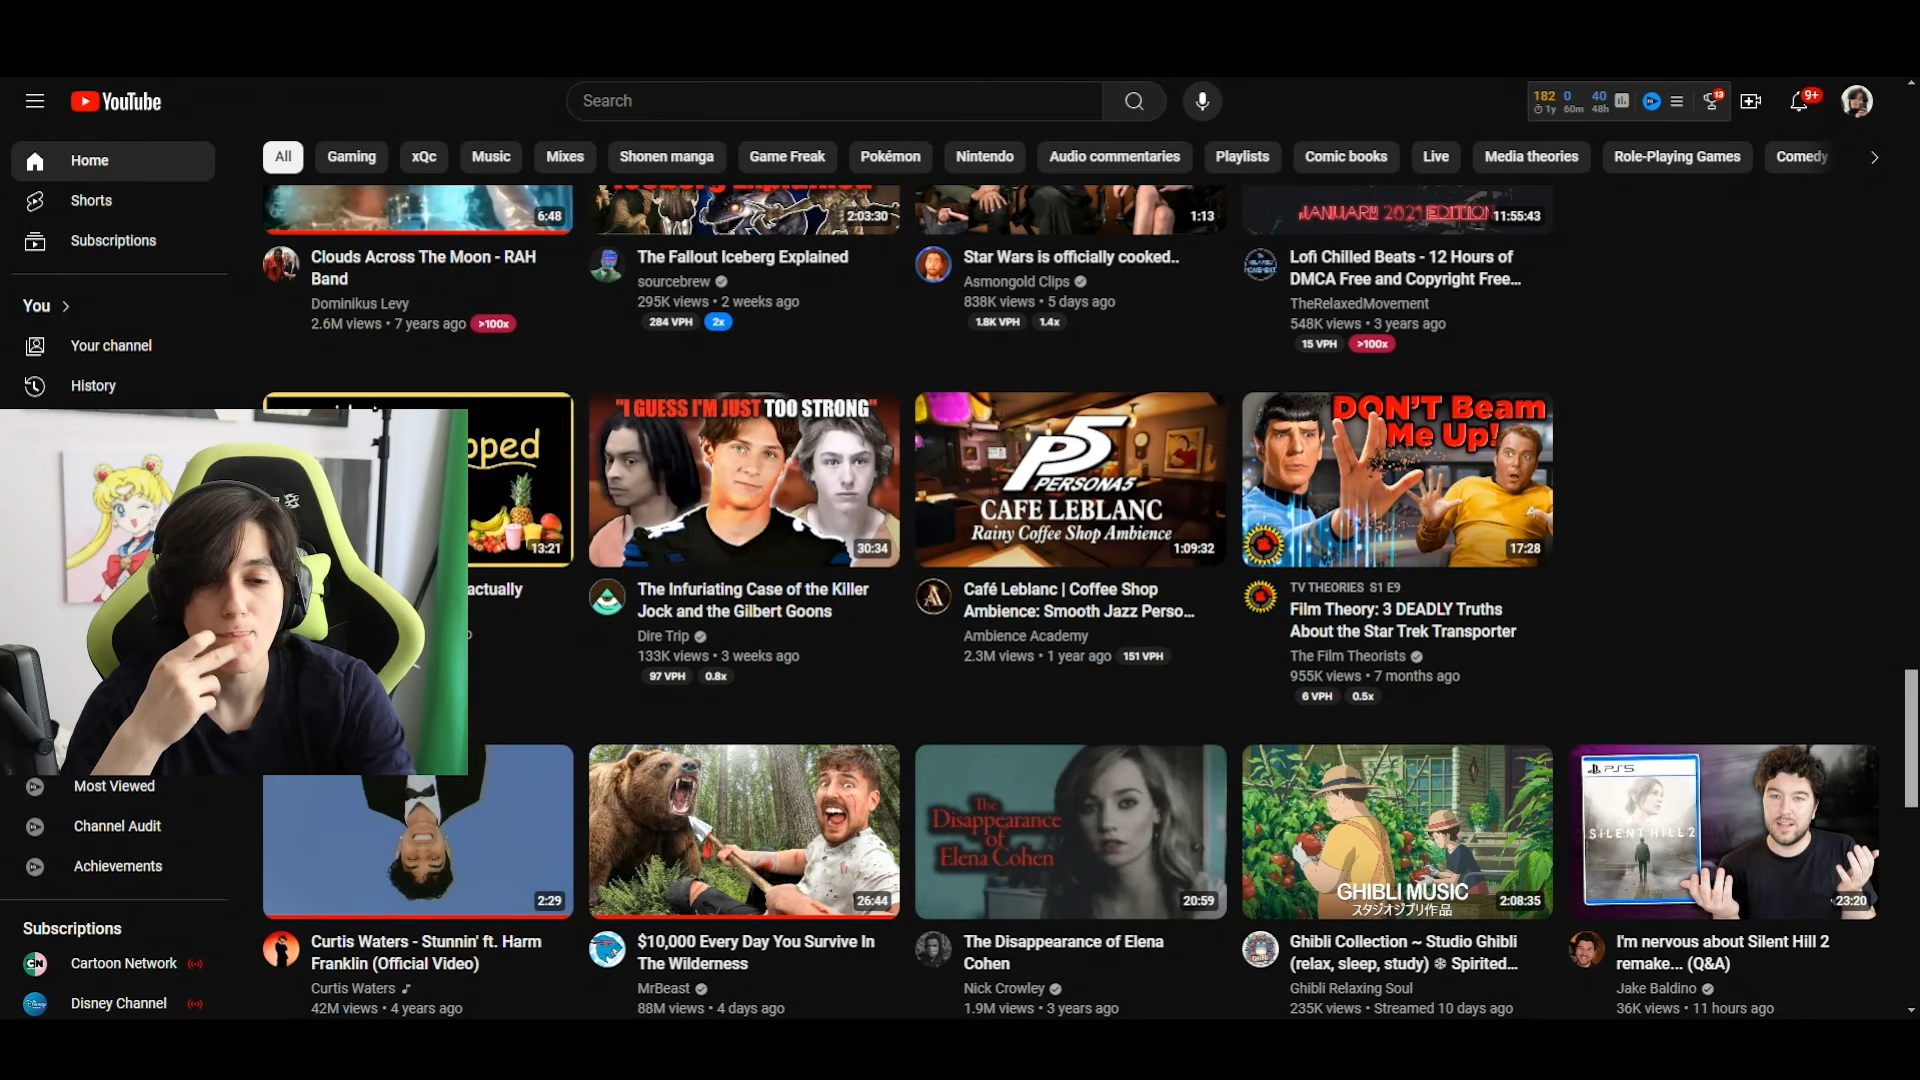 YouTube
Search
182 0 40
1y 60m 48h
13
9+
Home
Shorts
Subscriptions
You
Your channel
History
All
Gaming
xQc
Music
Mixes
Shonen manga
Game Freak
Pokémon
Nintendo
Audio commentaries
Playlists
Comic books
Live
Media theories
Role-Playing Games
Comedy
6:48
Clouds Across The Moon - RAH
Band
Dominikus Levy
2.6M views • 7 years ago >100x
Iceberg Explained
2:03:30
The Fallout Iceberg Explained
sourcebrew
295K views • 2 weeks ago
284 VPH 2x
1:13
Star Wars is officially cooked..
Asmongold Clips
838K views • 5 days ago
1.8K VPH 1.4x
JANUARY 2021 EDITION
11:55:43
Lofi Chilled Beats - 12 Hours of
DMCA Free and Copyright Free...
TheRelaxedMovement
548K views • 3 years ago
15 VPH >100x
pped
13:21
actually
"I GUESS I'M JUST TOO STRONG"
30:34
The Infuriating Case of the Killer
Jock and the Gilbert Goons
Dire Trip
133K views • 3 weeks ago
97 VPH 0.8x
P5
PERSONA5
CAFE LEBLANC
Rainy Coffee Shop Ambience
1:09:32
Café Leblanc | Coffee Shop
Ambience: Smooth Jazz Perso...
Ambience Academy
2.3M views • 1 year ago 151 VPH
DON'T Beam
Me Up!
17:28
TV THEORIES S1 E9
Film Theory: 3 DEADLY Truths
About the Star Trek Transporter
The Film Theorists
955K views • 7 months ago
6 VPH 0.5x
Most Viewed
Channel Audit
Achievements
Subscriptions
CN Cartoon Network
Disney Channel
2:29
Curtis Waters - Stunnin' ft. Harm
Franklin (Official Video)
Curtis Waters
42M views • 4 years ago
26:44
$10,000 Every Day You Survive In
The Wilderness
MrBeast
88M views • 4 days ago
The
Disappearance
of
Elena Cohen
20:59
The Disappearance of Elena
Cohen
Nick Crowley
1.9M views • 3 years ago
GHIBLI MUSIC
スタジオジブリ作品
2:08:35
Ghibli Collection ~ Studio Ghibli
(relax, sleep, study) ❄ Spirited...
Ghibli Relaxing Soul
235K views • Streamed 10 days ago
PS5
SILENT HILL 2
23:20
I'm nervous about Silent Hill 2
remake... (Q&A)
Jake Baldino
36K views • 11 hours ago